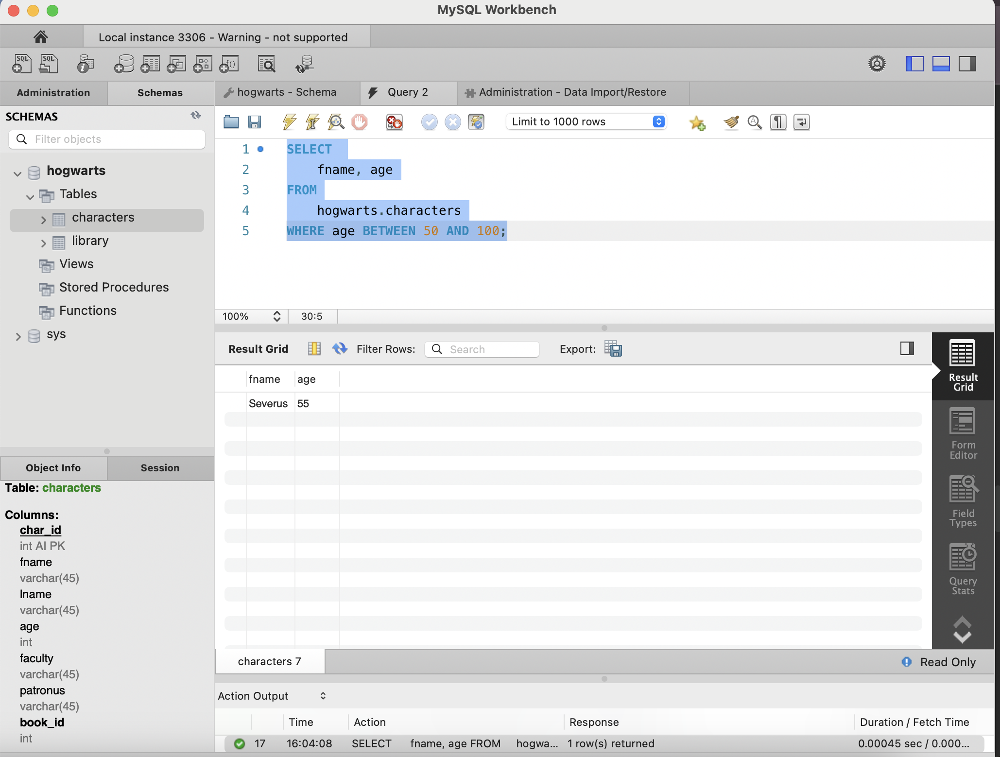 MySQL Workbench
Local instance 3306 - Warning - not supported
SQL
SQL
Administration
Schemas
hogwarts - Schema
Query 2
Administration - Data Import/Restore
SCHEMAS
Filter objects
hogwarts
Tables
characters
library
Views
Stored Procedures
Functions
sys
Limit to 1000 rows
1 SELECT
2 fname, age
3 FROM
4 hogwarts.characters
5 WHERE age BETWEEN 50 AND 100;
100%
30:5
Result Grid
Filter Rows:
Search
Export:
fname age
Severus 55
Result
Grid
Form
Editor
Field
Types
Query
Stats
characters 7
Read Only
Object Info
Session
Table: characters
Columns:
char_id
int AI PK
fname
varchar(45)
lname
varchar(45)
age
int
faculty
varchar(45)
patronus
varchar(45)
book_id
int
Action Output
Time Action Response Duration / Fetch Time
17 16:04:08 SELECT fname, age FROM hogwa... 1 row(s) returned 0.00045 sec / 0.000...